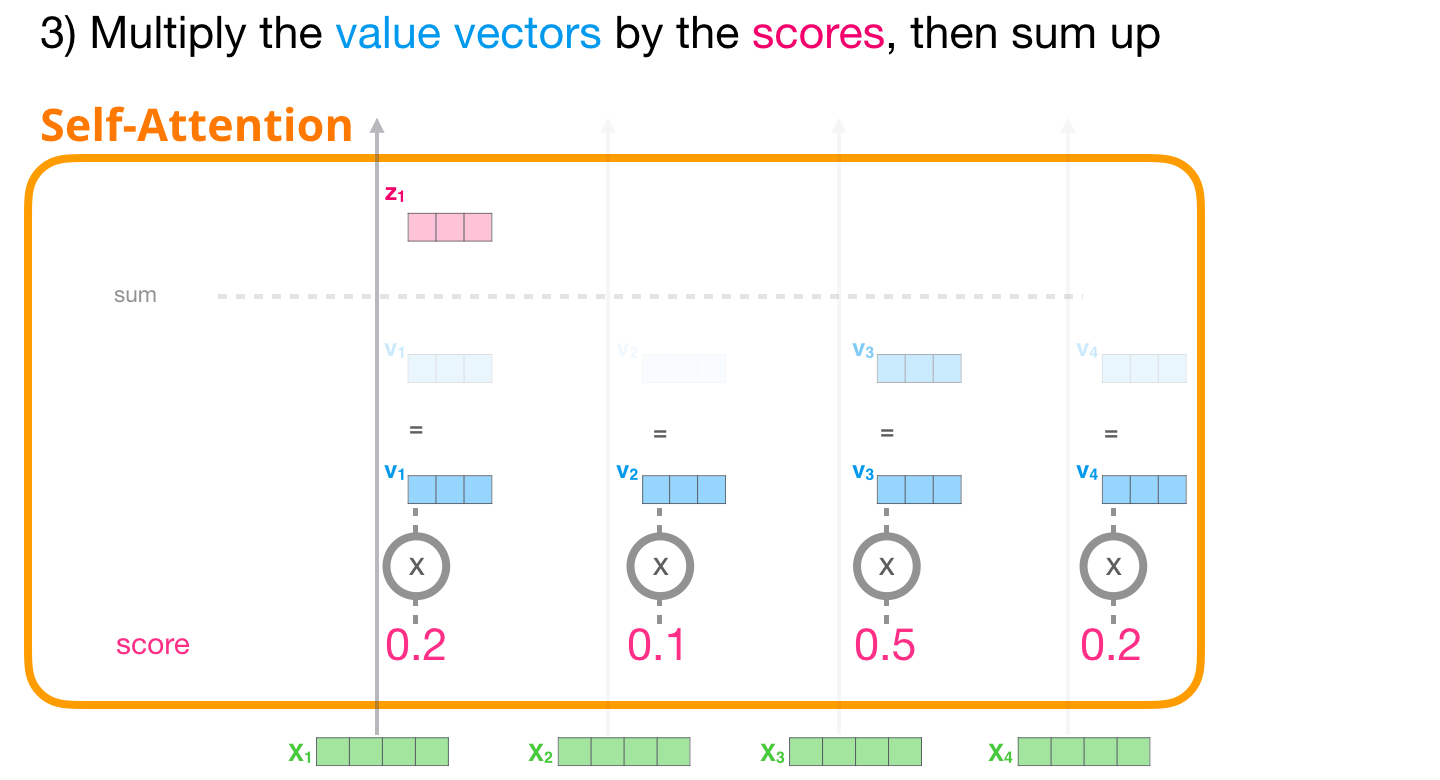 3) Multiply the value vectors by the scores, then sum up
Self-Attention
z1
sum
v1 v2 v3 v4
= = = =
v1 v2 v3 v4
X X X X
score 0.2 0.1 0.5 0.2
X1 X2 X3 X4